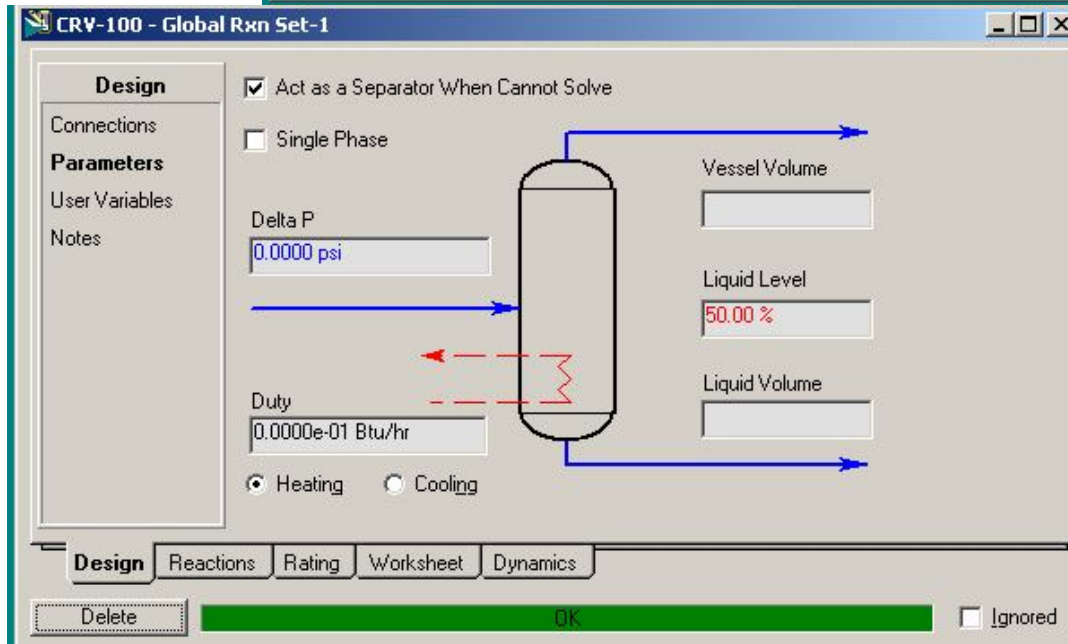 CRV-100 - Global Rxn Set-1
Design
Connections
Parameters
User Variables
Notes
Act as a Separator When Cannot Solve
Single Phase
Delta P
0.0000 psi
Duty
0.0000e-01 Btu/hr
Heating Cooling
Vessel Volume
Liquid Level
50.00 %
Liquid Volume
Design Reactions Rating Worksheet Dynamics
Delete OK Ignored